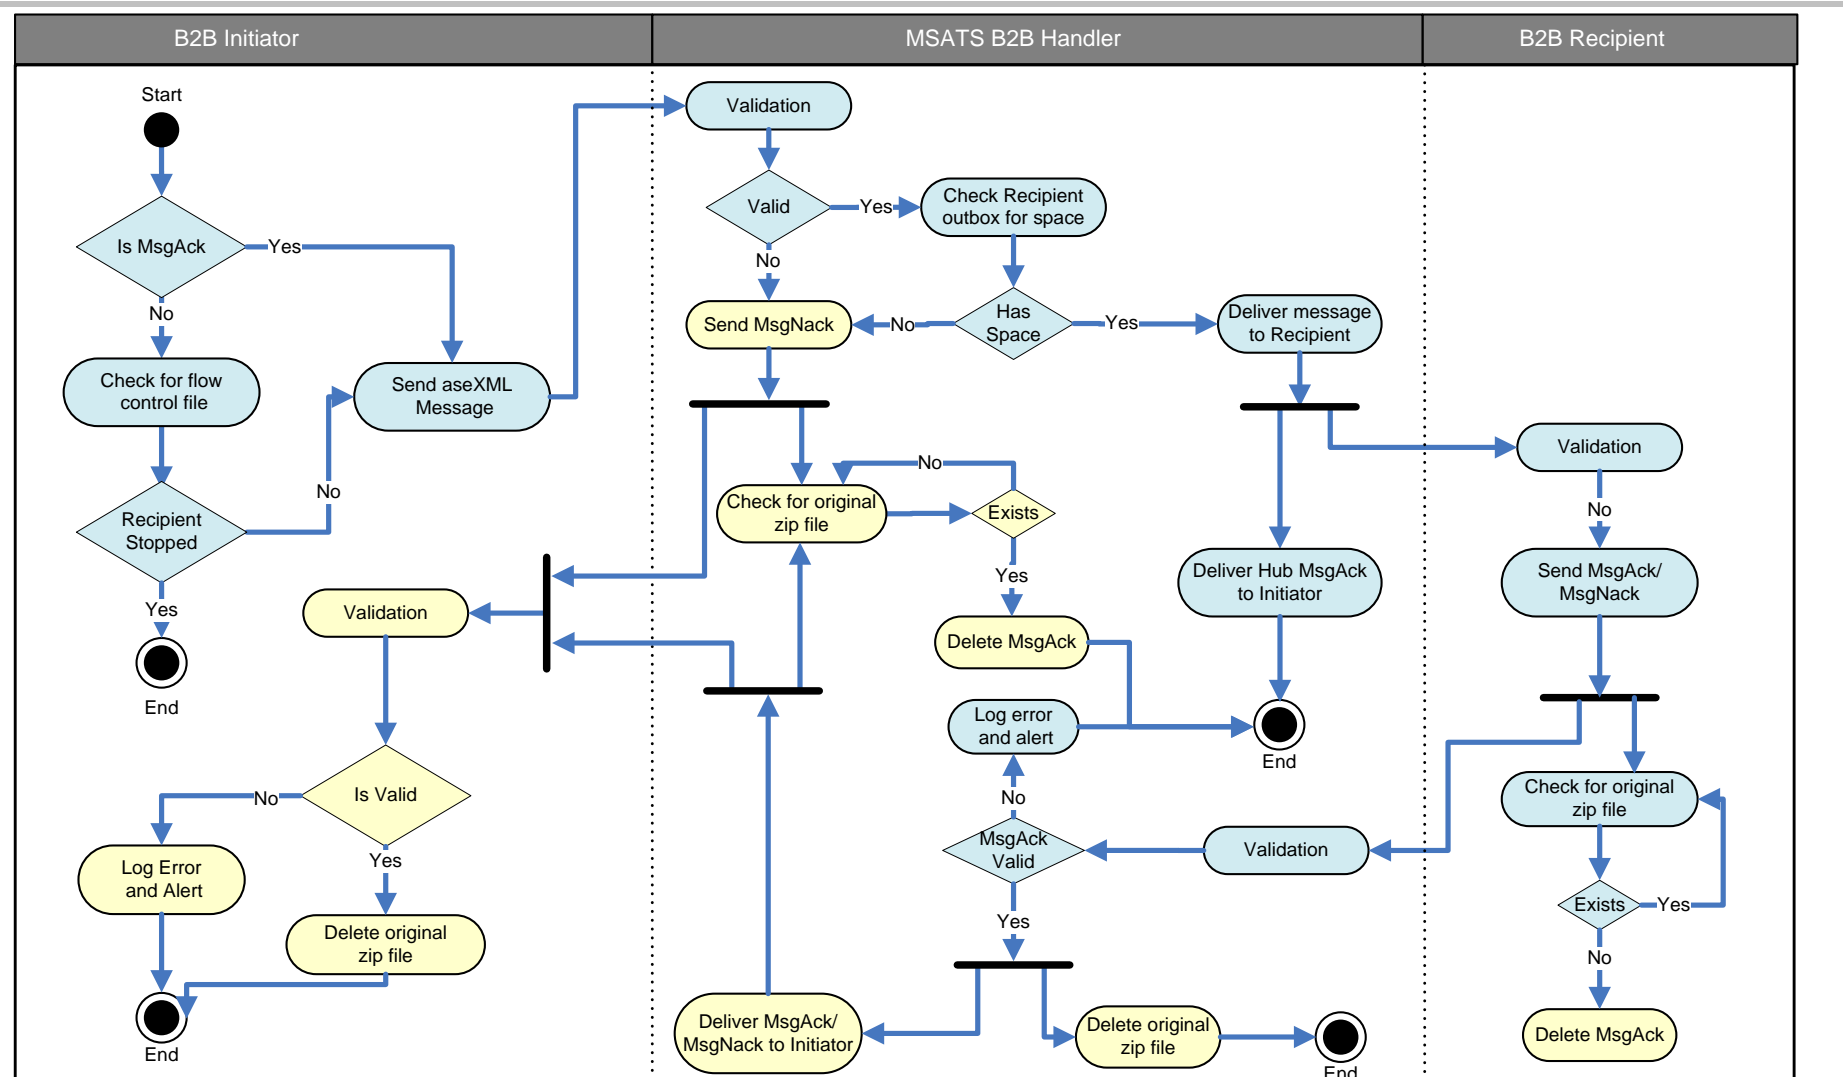 B2B Initiator
MSATS B2B Handler
B2B Recipient
Start
Is MsgAck
Yes
No
Check for flow
control file
Send aseXML
Message
No
Recipient
Stopped
Yes
End
Validation
Is Valid
No
Yes
Log Error
and Alert
Delete original
zip file
End
Validation
Valid
Yes
Check Recipient
outbox for space
No
Send MsgNack
No
Has
Space
Yes
Deliver message
to Recipient
No
Check for original
zip file
Exists
Yes
Delete MsgAck
Deliver Hub MsgAck
to Initiator
Log error
and alert
End
No
MsgAck
Valid
Validation
Yes
Deliver MsgAck/
MsgNack to Initiator
Delete original
zip file
End
Validation
No
Send MsgAck/
MsgNack
Check for original
zip file
Exists
Yes
No
Delete MsgAck